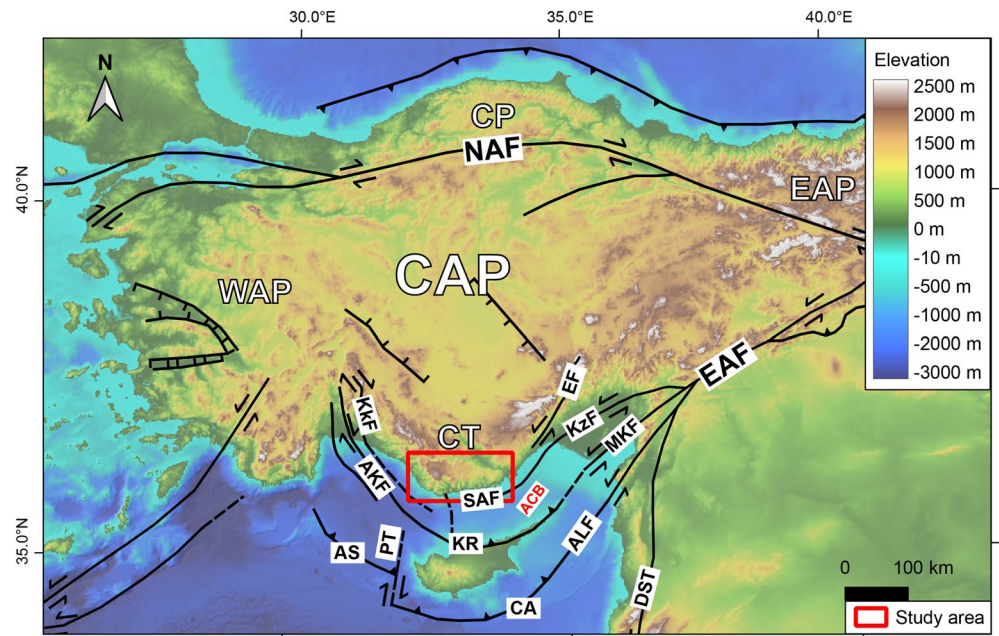 30.0°E
35.0°E
40.0°E
40.0°N
35.0°N
N
CP
NAF
EAP
CAP
WAP
EAF
EF
KzF
MKF
KkF
CT
AKF
SAF
ACB
KR
ALF
AS
PT
CA
DST
Elevation
2500 m
2000 m
1500 m
1000 m
500 m
0 m
-10 m
-500 m
-1000 m
-2000 m
-3000 m
0
100 km
Study area